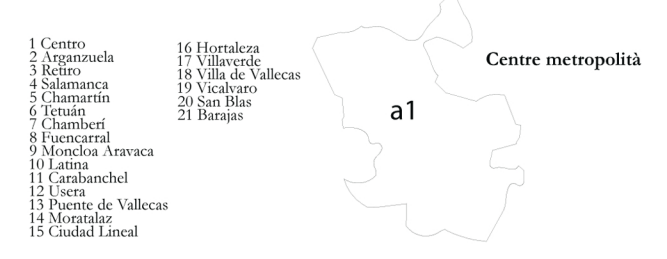 1 Centro
2 Arganzuela
3 Retiro
4 Salamanca
5 Chamartín
6 Tetuán
7 Chamberí
8 Fuencarral
9 Moncloa Aravaca
10 Latina
11 Carabanchel
12 Usera
13 Puente de Vallecas
14 Moratalaz
15 Ciudad Lineal
16 Hortaleza
17 Villaverde
18 Villa de Vallecas
19 Vicalvaro
20 San Blas
21 Barajas
a1
Centre metropolità